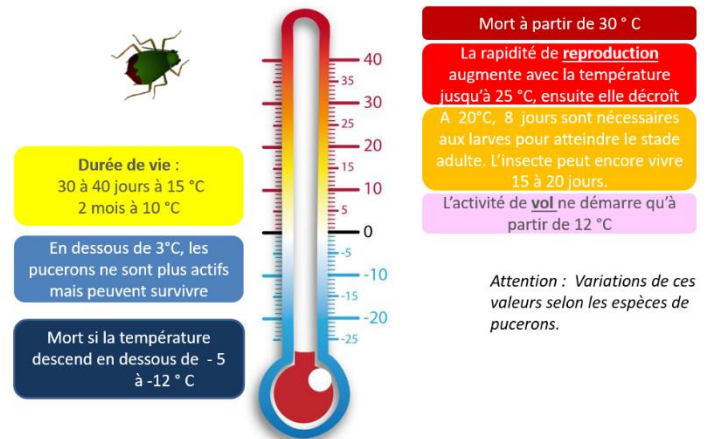 Mort à partir de 30 ° C
La rapidité de reproduction
augmente avec la température
jusqu'à 25 °C, ensuite elle décroît
A 20°C, 8 jours sont nécessaires
aux larves pour atteindre le stade
adulte. L'insecte peut encore vivre
15 à 20 jours.
L'activité de vol ne démarre qu'à
partir de 12 °C
Attention : Variations de ces
valeurs selon les espèces de
pucerons.
Durée de vie :
30 à 40 jours à 15 °C
2 mois à 10 °C
En dessous de 3°C, les
pucerons ne sont plus actifs
mais peuvent survivre
Mort si la température
descend en dessous de - 5
à -12 ° C
40
35
30
25
20
15
10
5
0
-5
-10
-15
-20
-25